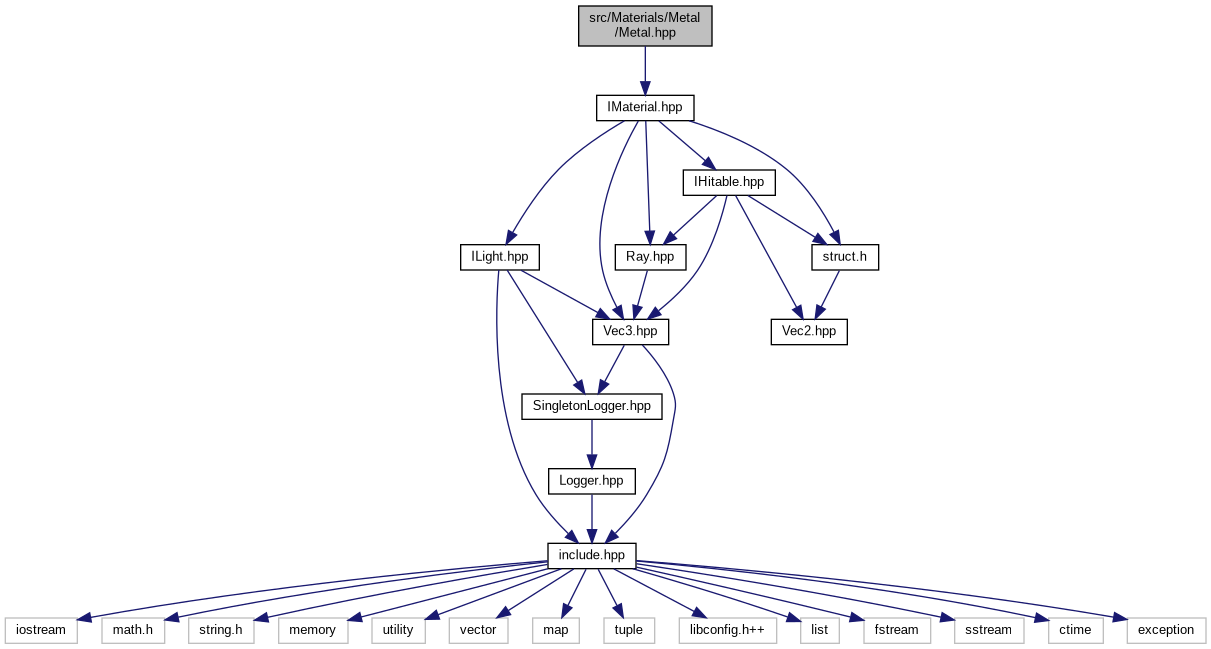 src/Materials/Metal
/Metal.hpp
IMaterial.hpp
IHitable.hpp
ILight.hpp
Ray.hpp
struct.h
Vec3.hpp
Vec2.hpp
SingletonLogger.hpp
Logger.hpp
include.hpp
iostream
math.h
string.h
memory
utility
vector
map
tuple
libconfig.h++
list
fstream
sstream
ctime
exception